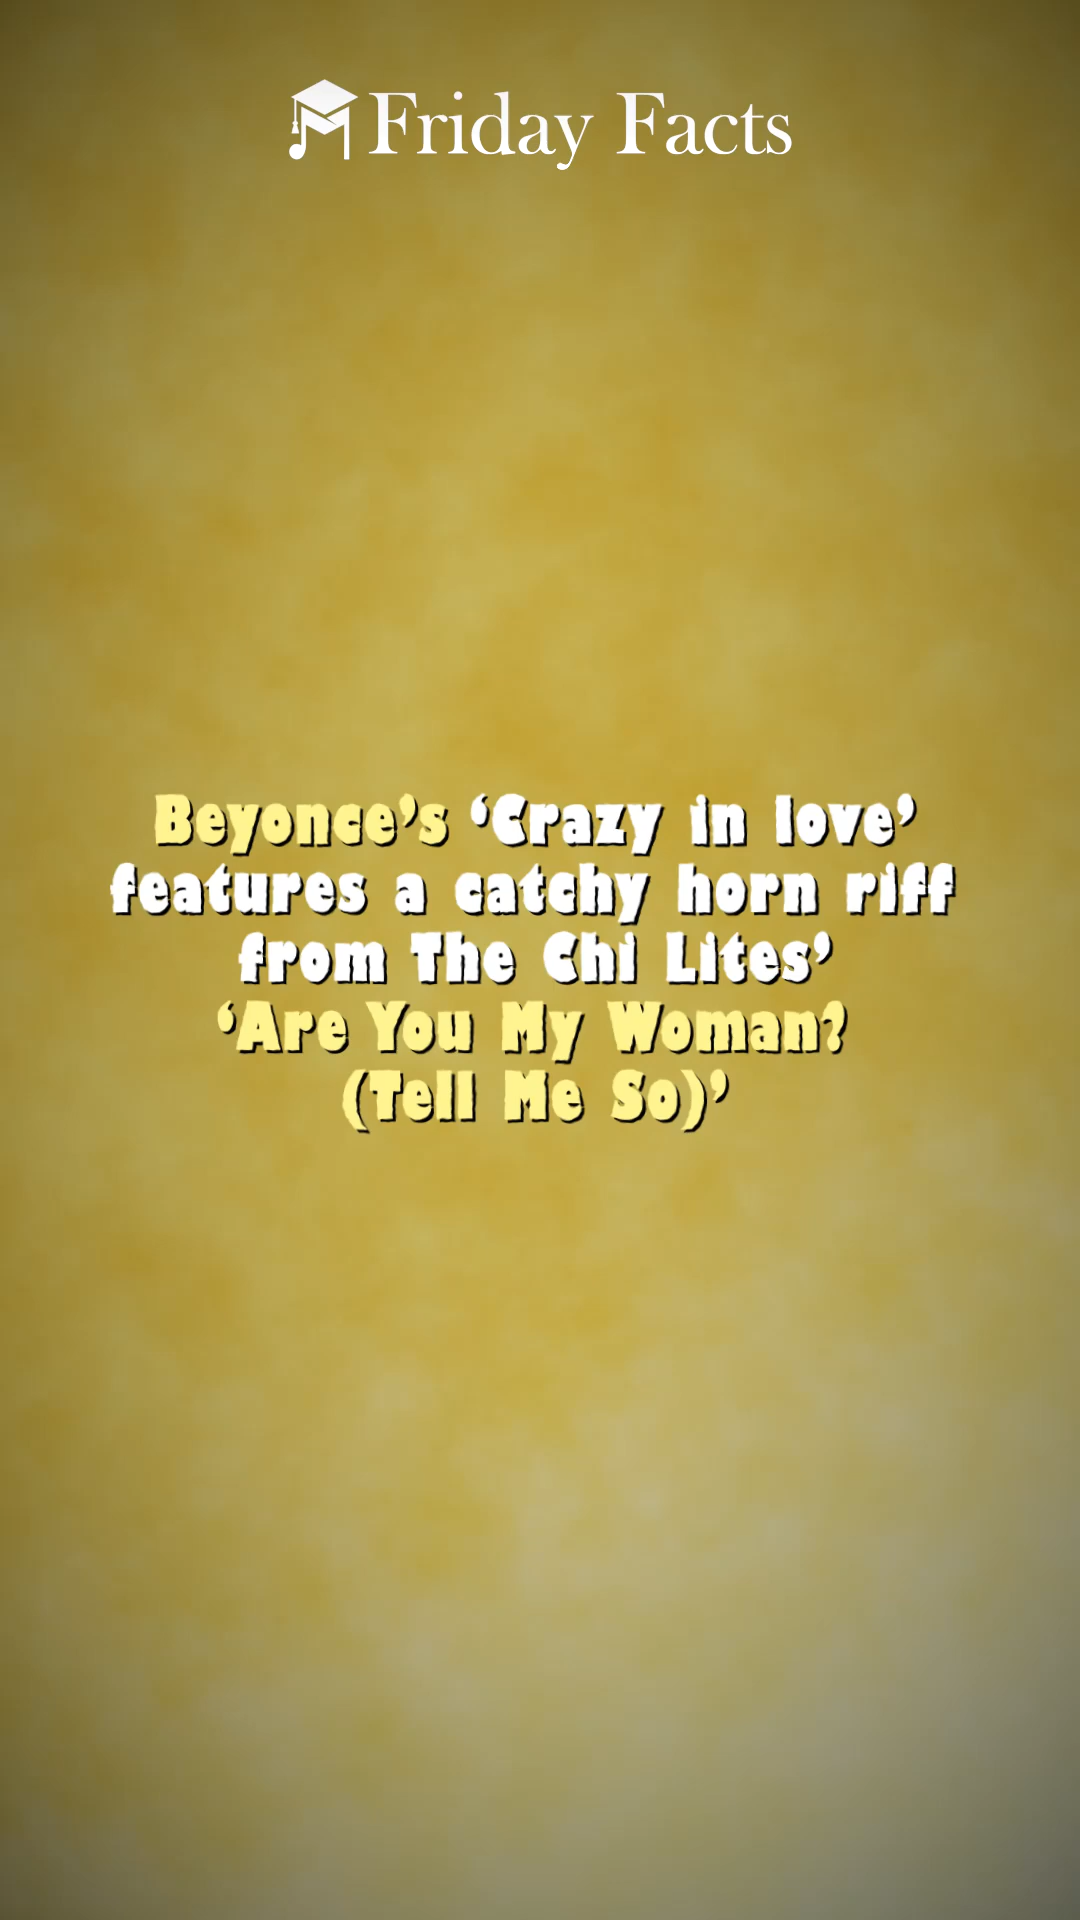 Friday Facts
Beyonce’s ‘Crazy in love’
features a catchy horn riff
from The Chi Lites’
‘Are You My Woman?
(Tell Me So)’